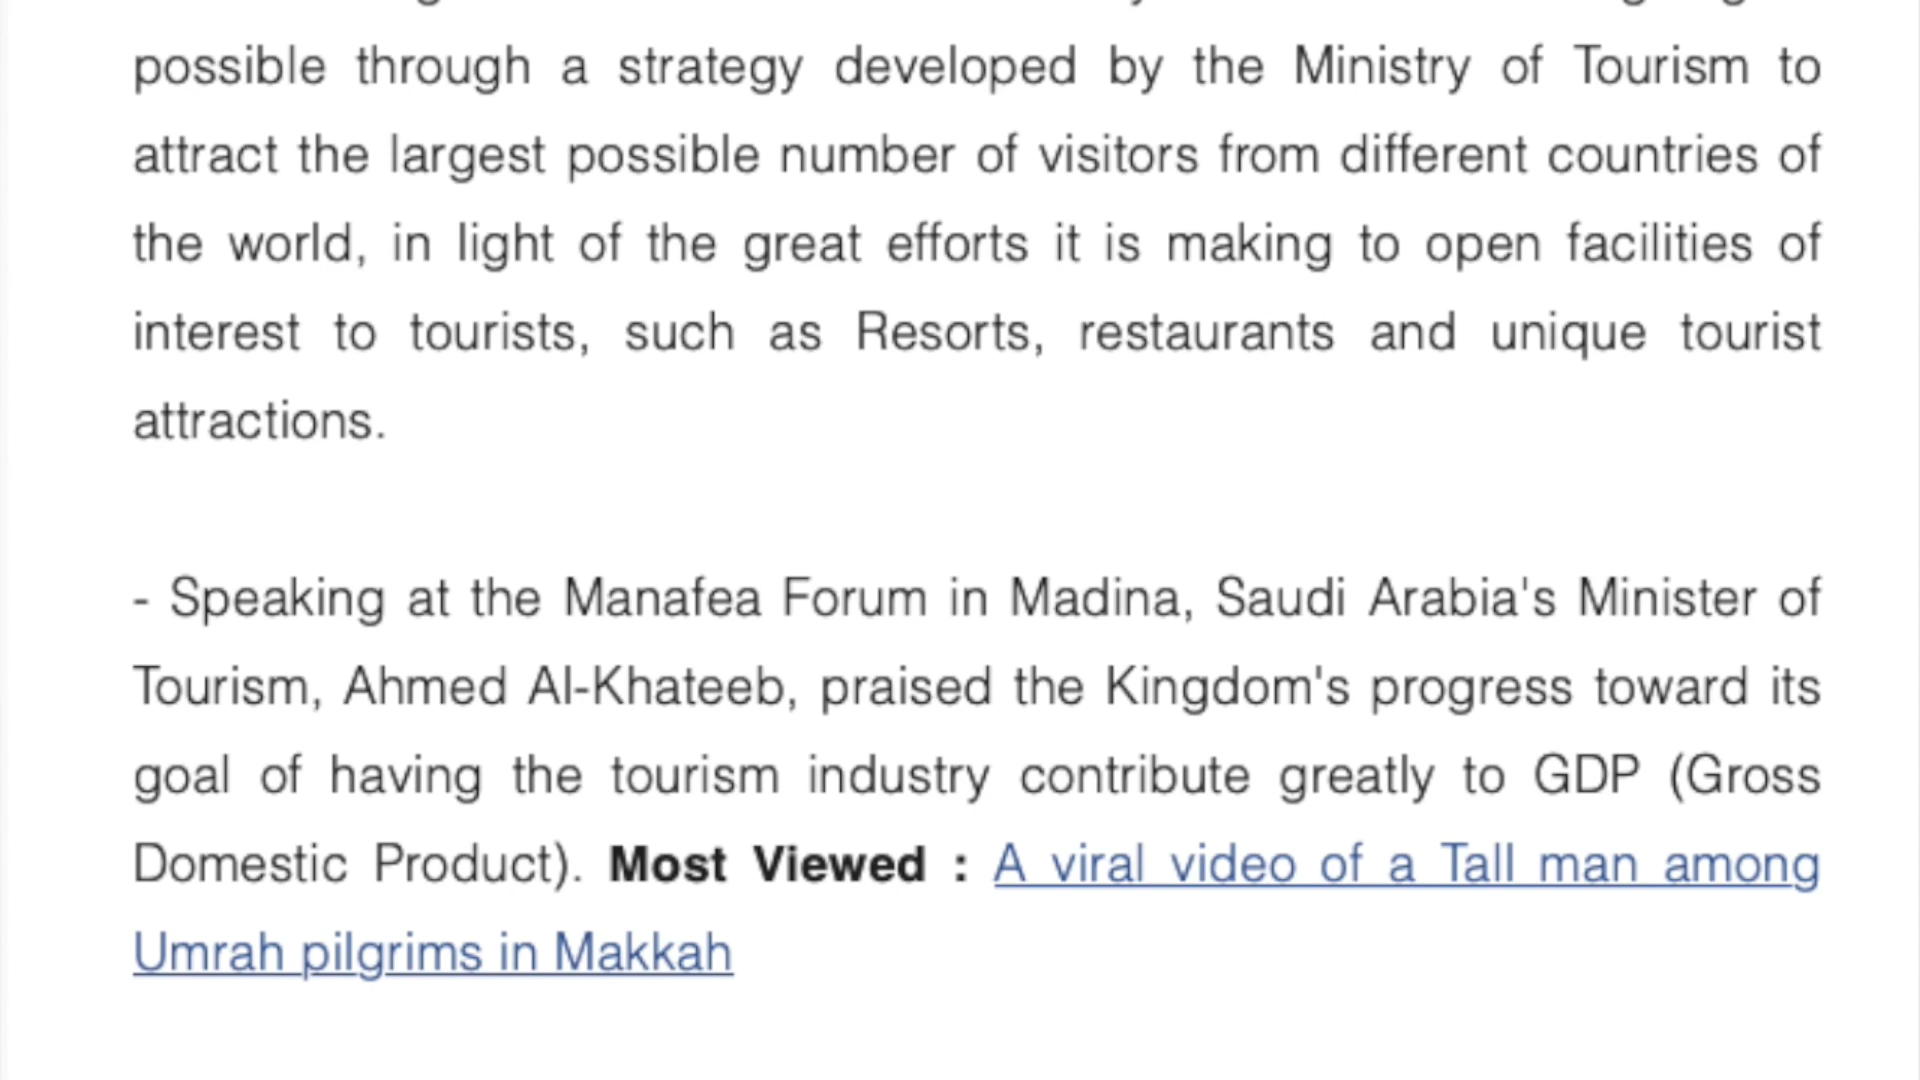 possible through a strategy developed by the Ministry of Tourism to
attract the largest possible number of visitors from different countries of
the world, in light of the great efforts it is making to open facilities of
interest to tourists, such as Resorts, restaurants and unique tourist
attractions.
- Speaking at the Manafea Forum in Madina, Saudi Arabia's Minister of
Tourism, Ahmed Al-Khateeb, praised the Kingdom's progress toward its
goal of having the tourism industry contribute greatly to GDP (Gross
Domestic Product). Most Viewed : A viral video of a Tall man among
Umrah pilgrims in Makkah